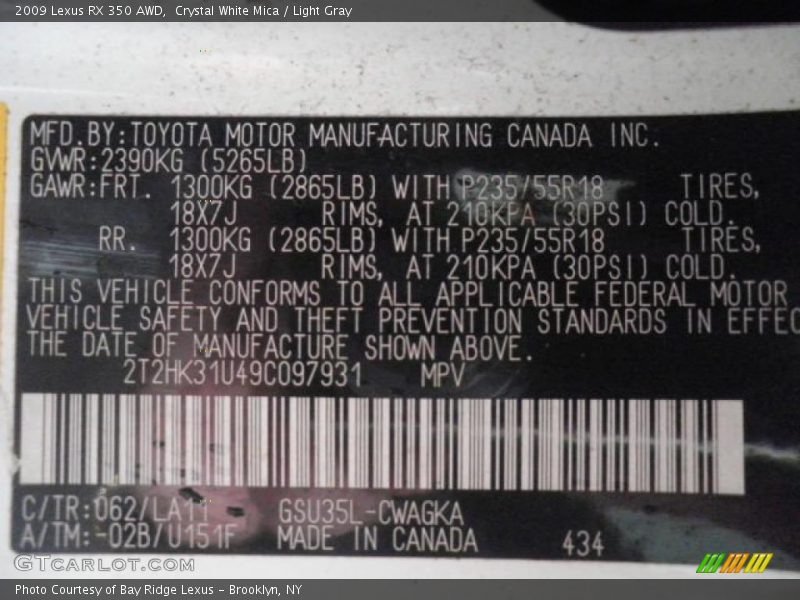 2009 Lexus RX 350 AWD, Crystal White Mica / Light Gray
MFD.BY:TOYOTA MOTOR MANUFACTURING CANADA INC.
GVWR:2390KG (5265LB)
GAWR:FRT. 1300KG (2865LB) WITH P235/55R18 TIRES,
18X7J RIMS, AT 210KPA (30PSI) COLD.
RR. 1300KG (2865LB) WITH P235/55R18 TIRES,
18X7J RIMS, AT 210KPA (30PSI) COLD.
THIS VEHICLE CONFORMS TO ALL APPLICABLE FEDERAL MOTOR
VEHICLE SAFETY AND THEFT PREVENTION STANDARDS IN EFFEC
THE DATE OF MANUFACTURE SHOWN ABOVE.
2T2HK31U49C097931 MPV
C/TR:062/LA11 GSU35L-CWAGKA
A/TM:-02B/U151F MADE IN CANADA 434
GTCARLOT.COM
Photo Courtesy of Bay Ridge Lexus - Brooklyn, NY